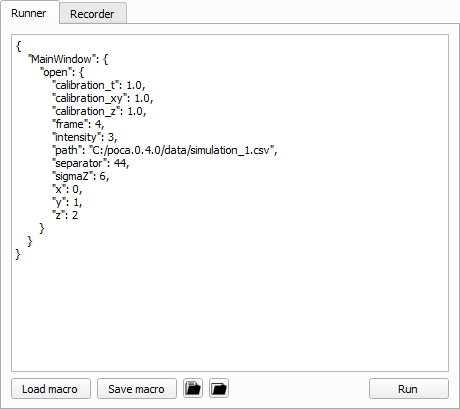 Runner Recorder
{
"MainWindow": {
"open": {
"calibration_t": 1.0,
"calibration_xy": 1.0,
"calibration_z": 1.0,
"frame": 4,
"intensity": 3,
"path": "C:/poca.0.4.0/data/simulation_1.csv",
"separator": 44,
"sigmaZ": 6,
"x": 0,
"y": 1,
"z": 2
}
}
}
Load macro Save macro Run